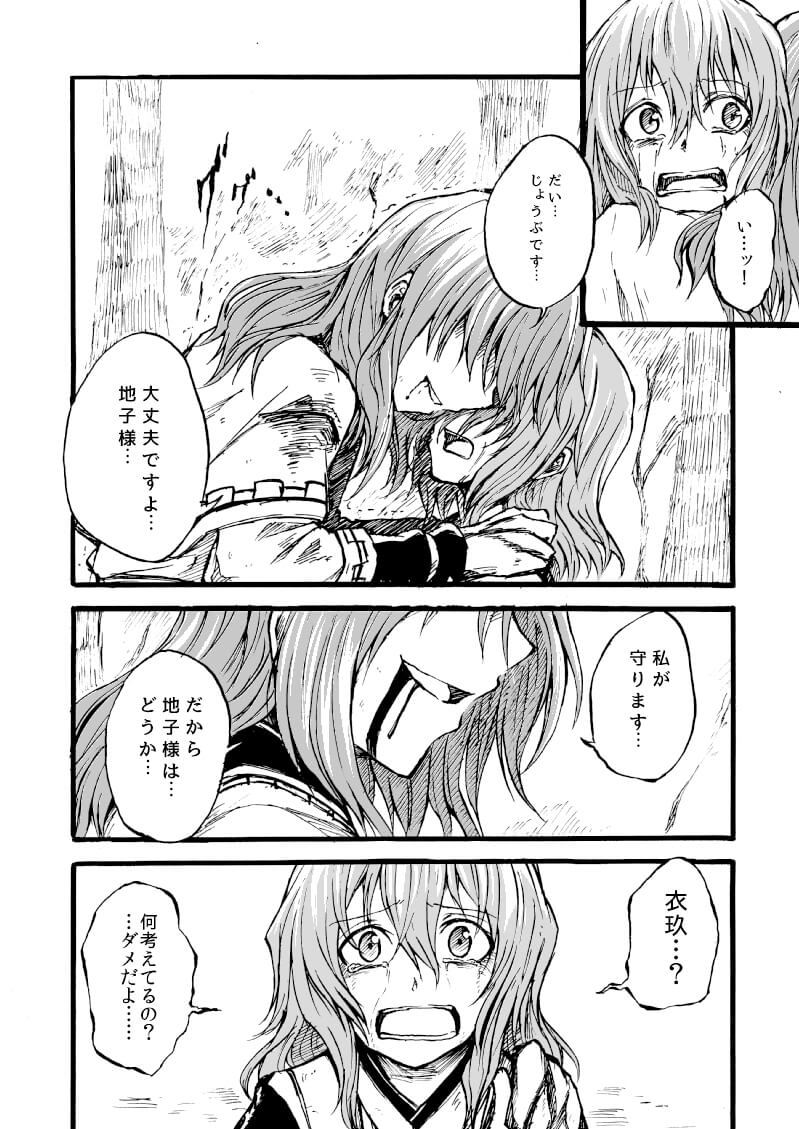 い…ッ!
だい…
じょうぶです…
大丈夫ですよ…
地子様…
私が
守ります…
だから
地子様は…
どうか…
衣玖…?
何考えてるの?
…ダメだよ……